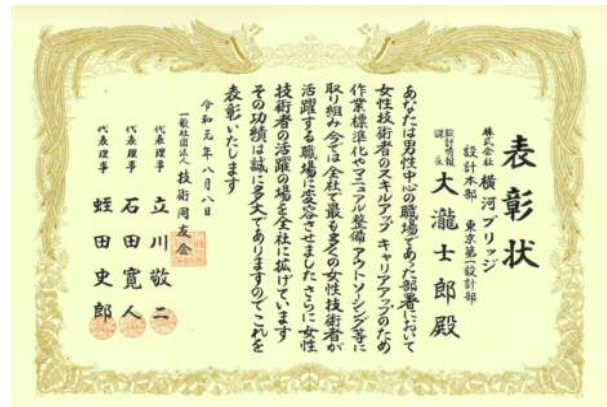 表彰状
株式会社 横河ブリッジ
設計本部 東京第一設計部
設計情報
課長 大瀧士郎殿
あなたは男性中心の職場であった部署において
女性技術者のスキルアップ キャリアアップのため
作業標準化やマニュアル整備 アウトソーシング等に
取り組み今では全社で最も多くの女性技術者が
活躍する職場に変容させました さらに女性
技術者の活躍の場を全社に拡げています
その功績は誠に多大でありますのでこれを
表彰いたします
令和元年八月八日
一般社団法人 技術同友会
代表理事 立川敬二
代表理事 石田寛人
代表理事 蛭田史郎